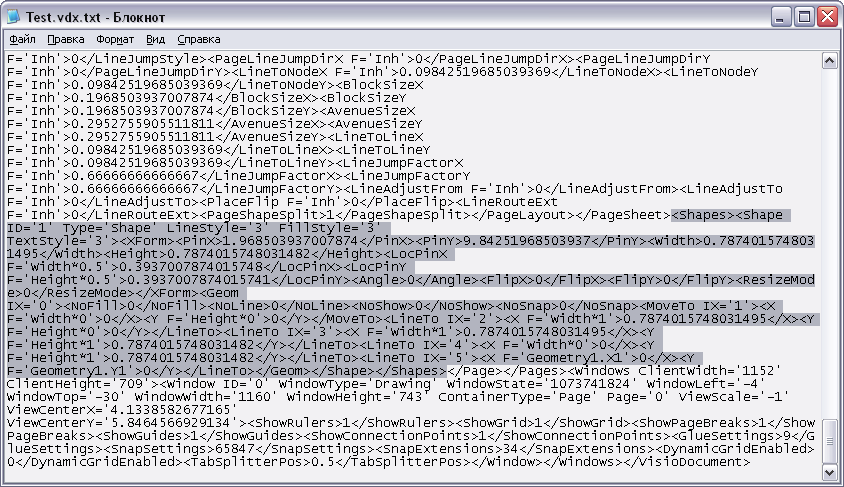 Test.vdx.txt - Блокнот
Файл Правка Формат Вид Справка
F='Inh'>0</LineJumpStyle><PageLineJumpDirX F='Inh'>0</PageLineJumpDirX><PageLineJumpDirY
F='Inh'>0</PageLineJumpDirY><LineToNodeX F='Inh'>0.09842519685039369</LineToNodeX><LineToNodeY
F='Inh'>0.09842519685039369</LineToNodeY><BlockSizeX
F='Inh'>0.1968503937007874</BlockSizeX><BlockSizeY
F='Inh'>0.1968503937007874</BlockSizeY><AvenueSizeX
F='Inh'>0.2952755905511811</AvenueSizeX><AvenueSizeY
F='Inh'>0.2952755905511811</AvenueSizeY><LineToLineX
F='Inh'>0.09842519685039369</LineToLineX><LineToLineY
F='Inh'>0.09842519685039369</LineToLineY><LineJumpFactorX
F='Inh'>0.66666666666667</LineJumpFactorX><LineJumpFactorY
F='Inh'>0.66666666666667</LineJumpFactorY><LineAdjustFrom F='Inh'>0</LineAdjustFrom><LineAdjustTo
F='Inh'>0</LineAdjustTo><PlaceFlip F='Inh'>0</PlaceFlip><LineRouteExt
F='Inh'>0</LineRouteExt><PageShapeSplit>1</PageShapeSplit></PageLayout></PageSheet><Shapes><Shape
ID='1' Type='Shape' LineStyle='3' FillStyle='3'
TextStyle='3'><XForm><PinX>1.968503937007874</PinX><PinY>9.84251968503937</PinY><Width>0.787401574803
1495</Width><Height>0.7874015748031482</Height><LocPinX
F='Width*0.5'>0.3937007874015748</LocPinX><LocPinY
F='Height*0.5'>0.3937007874015741</LocPinY><Angle>0</Angle><FlipX>0</FlipX><FlipY>0</FlipY><ResizeMod
e>0</ResizeMode></XForm><Geom
IX='0'><NoFill>0</NoFill><NoLine>0</NoLine><NoShow>0</NoShow><NoSnap>0</NoSnap><MoveTo IX='1'><X
F='Width*0'>0</X><Y F='Height*0'>0</Y></MoveTo><LineTo IX='2'><X F='Width*1'>0.7874015748031495</X><Y
F='Height*0'>0</Y></LineTo><LineTo IX='3'><X F='Width*1'>0.7874015748031495</X><Y
F='Height*1'>0.7874015748031482</Y></LineTo><LineTo IX='4'><X F='Width*0'>0</X><Y
F='Height*1'>0.7874015748031482</Y></LineTo><LineTo IX='5'><X F='Geometry1.X1'>0</X><Y
F='Geometry1.Y1'>0</Y></LineTo></Geom></Shape></Shapes></Page></Pages><Windows ClientWidth='1152'
ClientHeight='709'><Window ID='0' WindowType='Drawing' WindowState='1073741824' WindowLeft='-4'
WindowTop='-30' WindowWidth='1160' WindowHeight='743' ContainerType='Page' Page='0' ViewScale='-1'
ViewCenterX='4.1338582677165'
ViewCenterY='5.8464566929134'><ShowRulers>1</ShowRulers><ShowGrid>1</ShowGrid><ShowPageBreaks>1</Show
PageBreaks><ShowGuides>1</ShowGuides><ShowConnectionPoints>1</ShowConnectionPoints><GlueSettings>9</G
lueSettings><SnapSettings>65847</SnapSettings><SnapExtensions>34</SnapExtensions><DynamicGridEnabled>
0</DynamicGridEnabled><TabSplitterPos>0.5</TabSplitterPos></Window></Windows></VisioDocument>